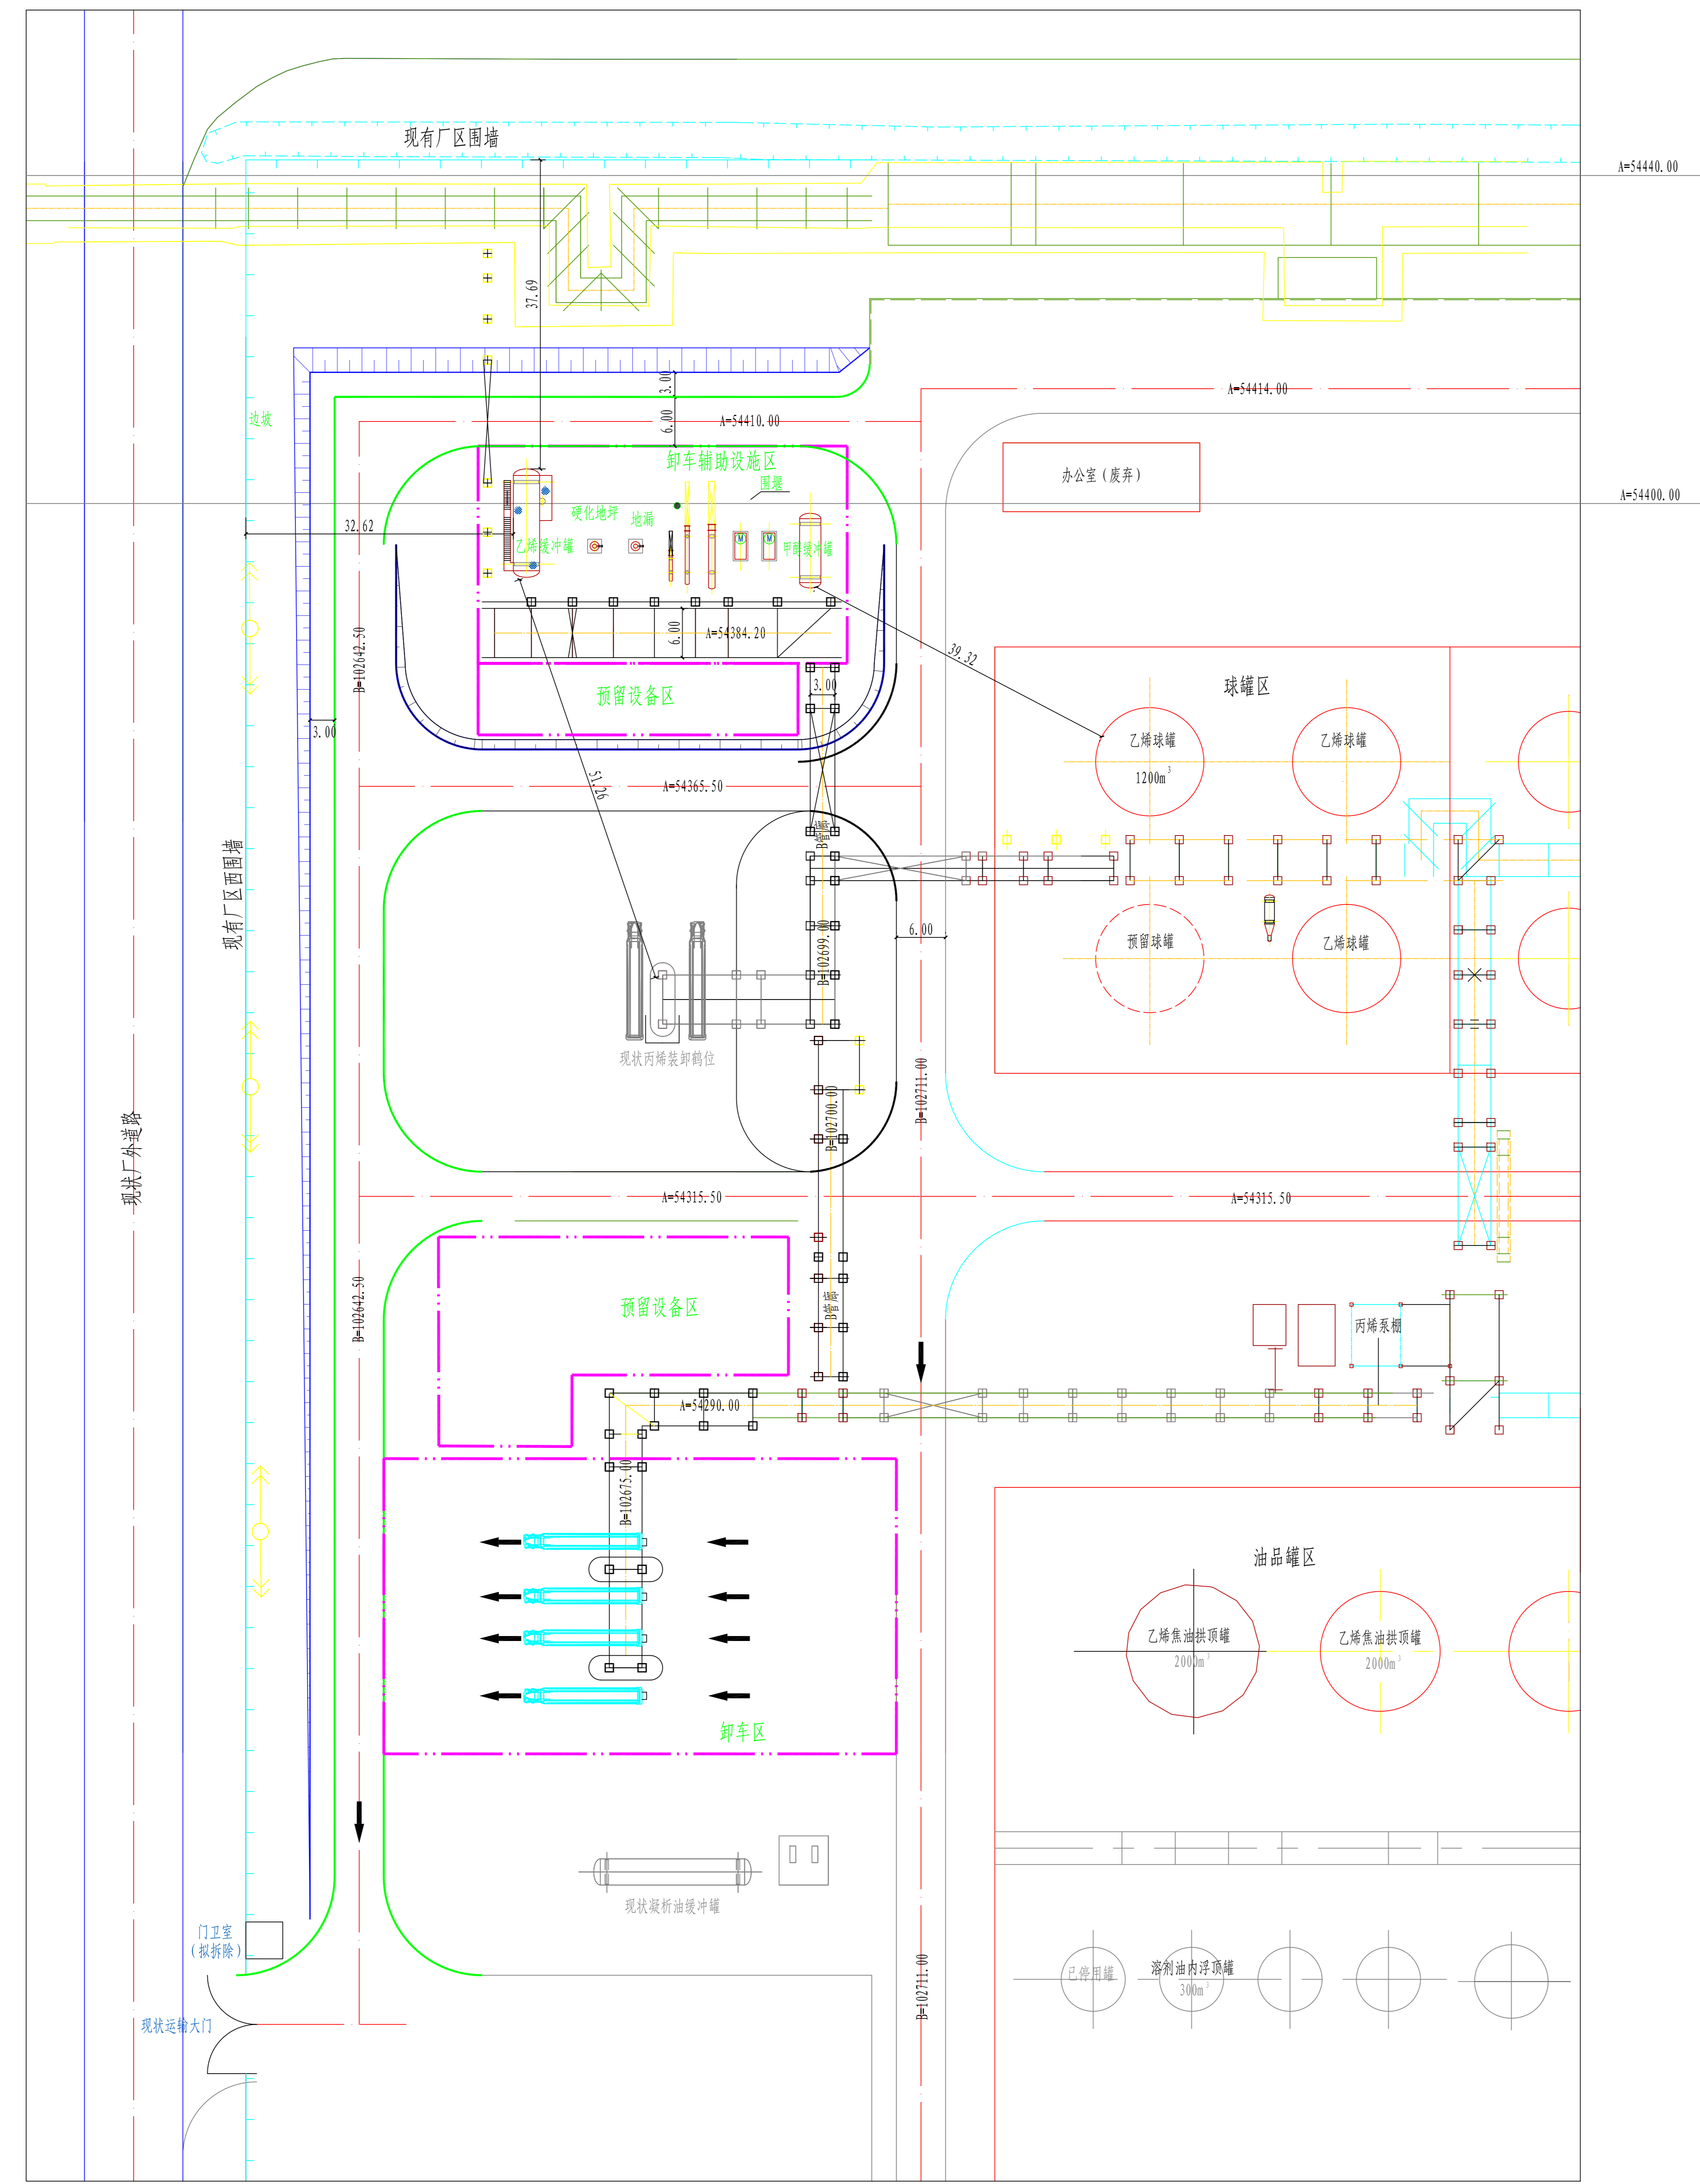 现有厂区围墙
A=54440.00
37.69
3.00
A=54414.00
边坡
6.00
A=54410.00
卸车辅助设施区
办公室（废弃）
围堰
A=54400.00
硬化地坪
地漏
32.62
乙烯缓冲罐
M
M
甲醇缓冲罐
B=102642.50
6.00
A=54384.20
39.32
球罐区
3.00
预留设备区
3.00
乙烯球罐
1200m³
乙烯球罐
51.26
A=54365.50
B管廊
现有厂区西围墙
6.00
B=102699.00
预留球罐
乙烯球罐
现状丙烯装卸鹤位
现状厂外道路
B=102700.00
B=102711.00
A=54315.50
A=54315.50
B=102642.50
预留设备区
B管廊
丙烯泵棚
A=54290.00
B=102675.00
油品罐区
乙烯焦油拱顶罐
2000m³
乙烯焦油拱顶罐
2000m³
卸车区
现状凝析油缓冲罐
门卫室
（拟拆除）
B=102711.00
已停用罐
溶剂油内浮顶罐
300m³
现状运输大门